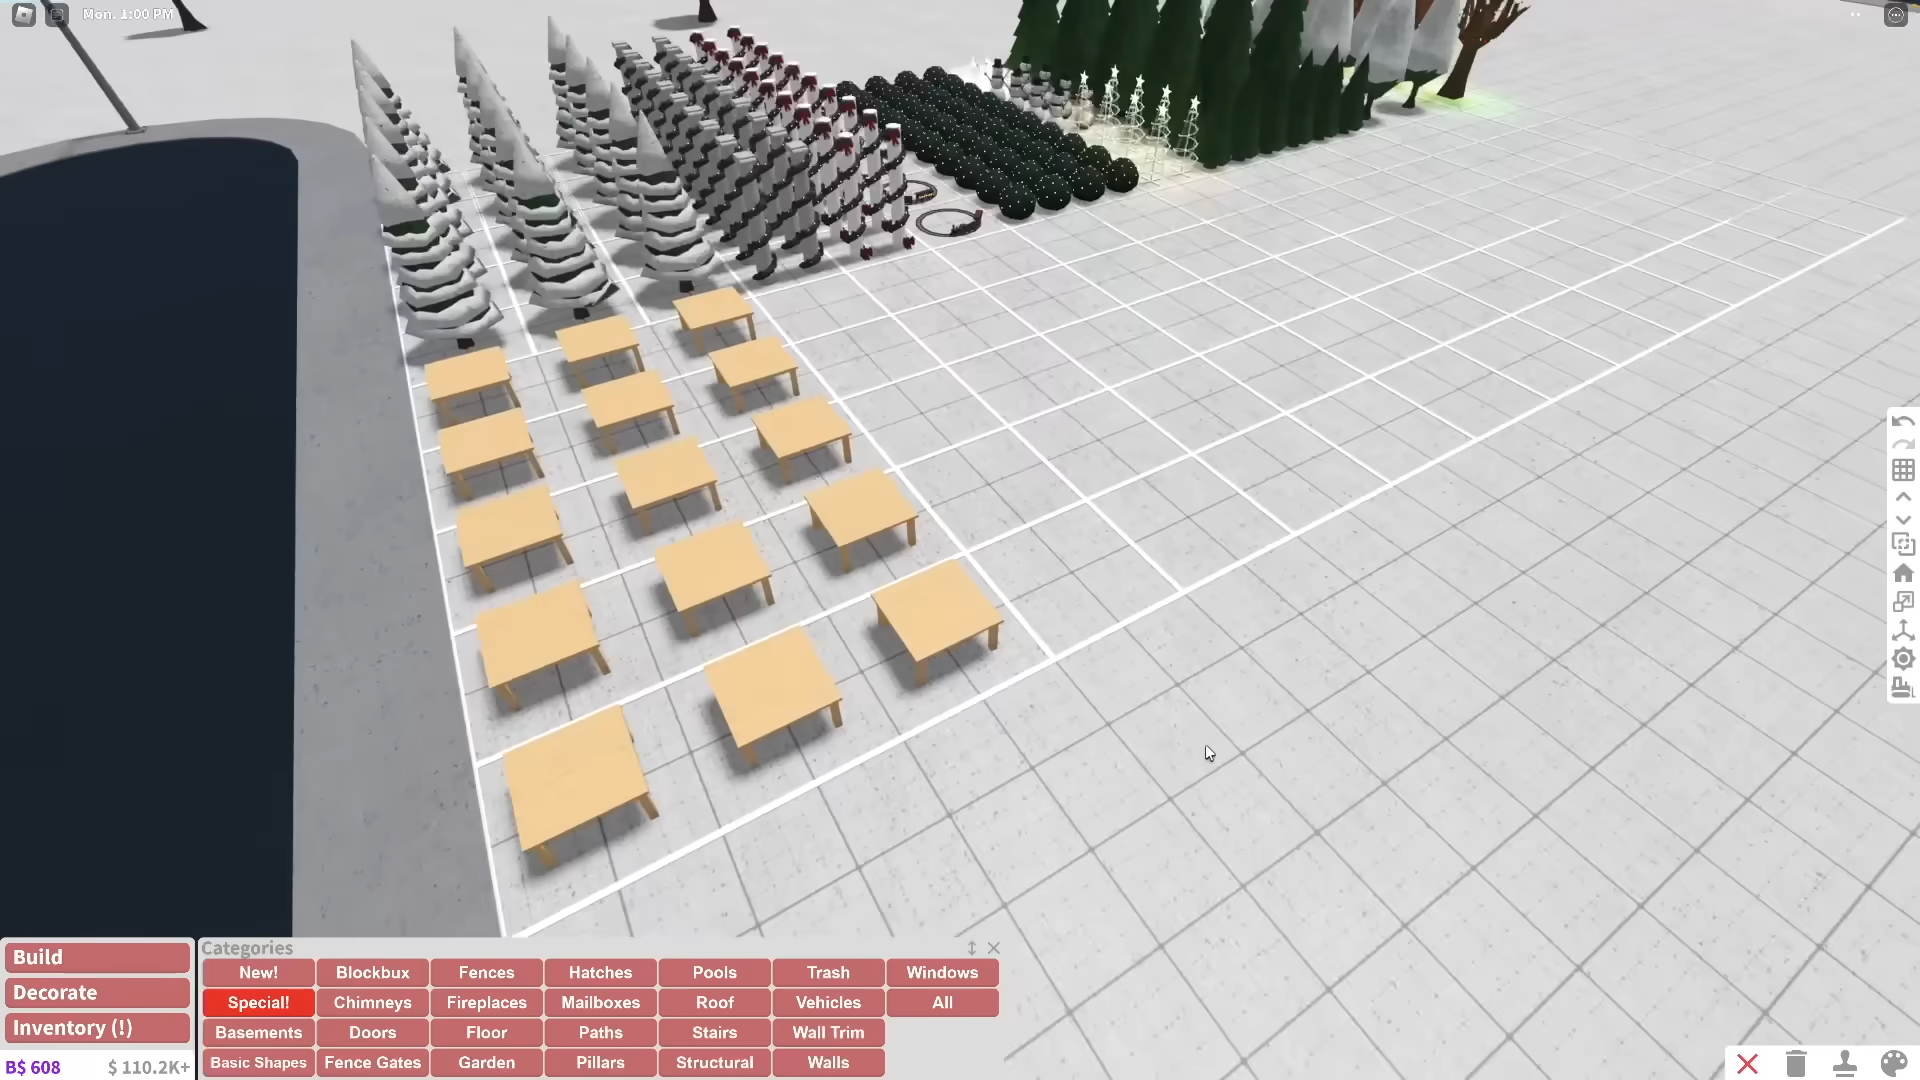 Mon. 1:00 PM
Build
Decorate
Inventory (!)
B$ 608 $ 110.2K+
Categories
New! Blockbux Fences Hatches Pools Trash Windows
Special! Chimneys Fireplaces Mailboxes Roof Vehicles All
Basements Doors Floor Paths Stairs Wall Trim
Basic Shapes Fence Gates Garden Pillars Structural Walls